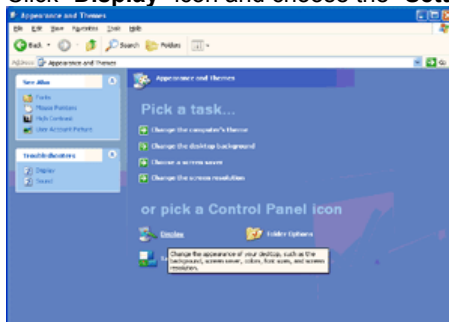 Click "Display" icon and choose the "Sett
Appearance and Themes
File Edit View Favorites Tools Help
Back Search Folders
Address Appearance and Themes Go
See Also
Fonts
Mouse Pointers
High Contrast
User Account Picture
Troubleshooters
Display
Sound
Appearance and Themes
Pick a task...
Change the computer's theme
Change the desktop background
Choose a screen saver
Change the screen resolution
or pick a Control Panel icon
Display
Folder Options
Change the appearance of your desktop, such as the
background, screen saver, colors, font sizes, and screen
resolution.